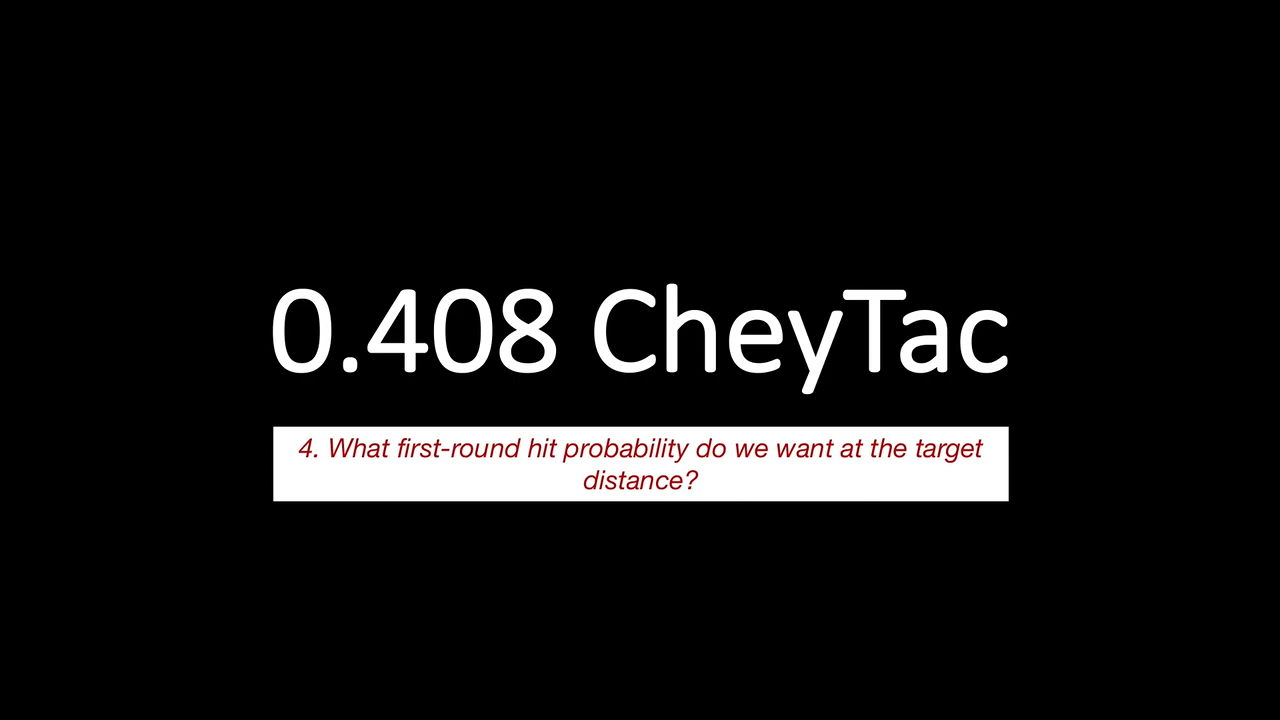 0.408 CheyTac
4. What first-round hit probability do we want at the target
distance?